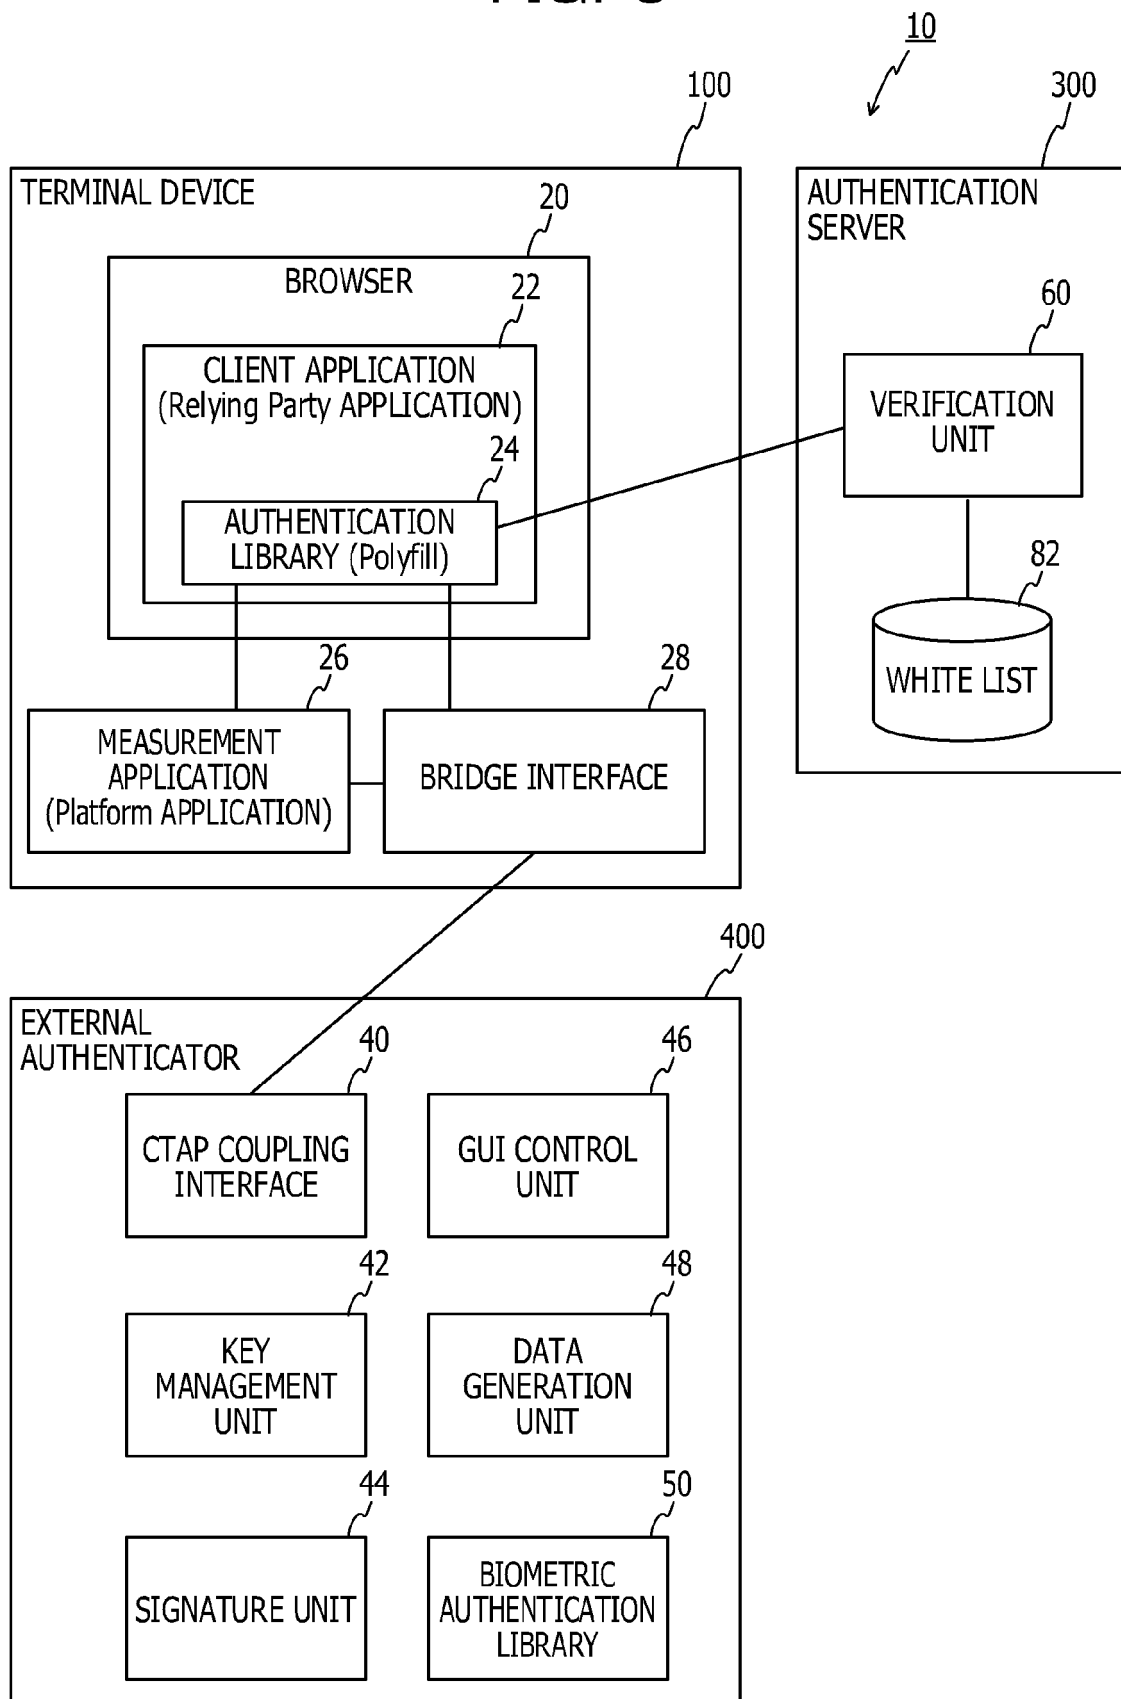 10
100
300
TERMINAL DEVICE
AUTHENTICATION
SERVER
20
BROWSER
22
60
CLIENT APPLICATION
(Relying Party APPLICATION)
VERIFICATION
UNIT
24
AUTHENTICATION
LIBRARY (Polyfill)
82
WHITE LIST
26
28
MEASUREMENT
APPLICATION
(Platform APPLICATION)
BRIDGE INTERFACE
400
EXTERNAL
AUTHENTICATOR
40
46
CTAP COUPLING
INTERFACE
GUI CONTROL
UNIT
42
48
KEY
MANAGEMENT
UNIT
DATA
GENERATION
UNIT
44
50
SIGNATURE UNIT
BIOMETRIC
AUTHENTICATION
LIBRARY